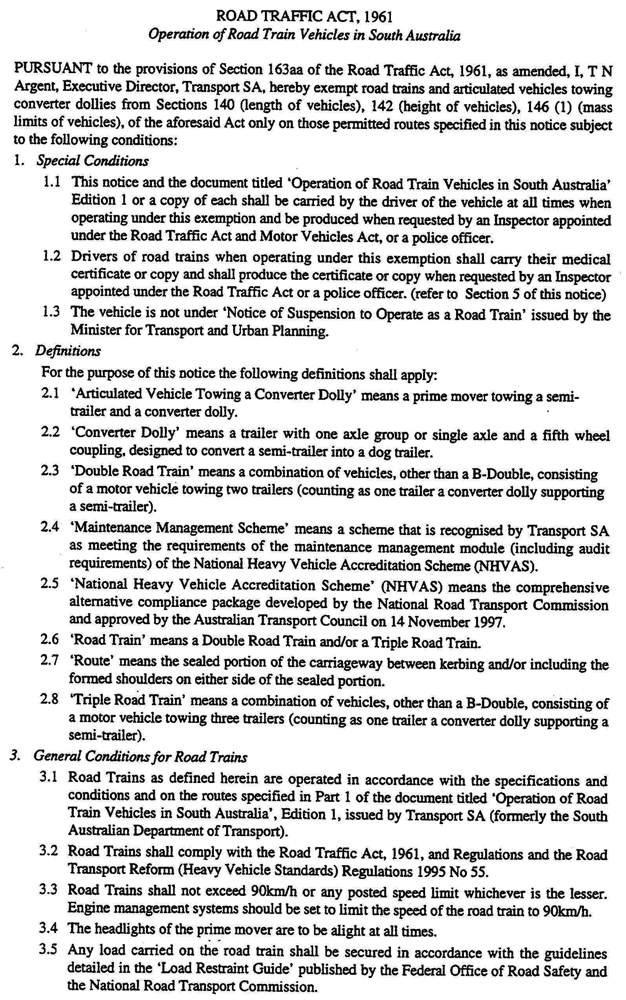 ROAD TRAFFIC ACT, 1961
Operation of Road Train Vehicles in South Australia
PURSUANT to the provisions of Section 163aa of the Road Traffic Act, 1961, as amended, I, T N
Argent, Executive Director, Transport SA, hereby exempt road trains and articulated vehicles towing
converter dollies from Sections 140 (length of vehicles), 142 (height of vehicles), 146 (1) (mass
limits of vehicles), of the aforesaid Act only on those permitted routes specified in this notice subject
to the following conditions:
1. Special Conditions
1.1 This notice and the document titled ‘Operation of Road Train Vehicles in South Australia’
Edition 1 or a copy of each shall be carried by the driver of the vehicle at all times when
operating under this exemption and be produced when requested by an Inspector appointed
under the Road Traffic Act and Motor Vehicles Act, or a police officer.
1.2 Drivers of road trains when operating under this exemption shall carry their medical
certificate or copy and shall produce the certificate or copy when requested by an Inspector
appointed under the Road Traffic Act or a police officer. (refer to Section 5 of this notice)
1.3 The vehicle is not under ‘Notice of Suspension to Operate as a Road Train’ issued by the
Minister for Transport and Urban Planning.
2. Definitions
For the purpose of this notice the following definitions shall apply:
2.1 ‘Articulated Vehicle Towing a Converter Dolly’ means a prime mover towing a semi-
trailer and a converter dolly.
2.2 ‘Converter Dolly’ means a trailer with one axle group or single axle and a fifth wheel
coupling, designed to convert a semi-trailer into a dog trailer.
2.3 ‘Double Road Train’ means a combination of vehicles, other than a B-Double, consisting
of a motor vehicle towing two trailers (counting as one trailer a converter dolly supporting
a semi-trailer).
2.4 ‘Maintenance Management Scheme’ means a scheme that is recognised by Transport SA
as meeting the requirements of the maintenance management module (including audit
requirements) of the National Heavy Vehicle Accreditation Scheme (NHVAS).
2.5 ‘National Heavy Vehicle Accreditation Scheme’ (NHVAS) means the comprehensive
alternative compliance package developed by the National Road Transport Commission
and approved by the Australian Transport Council on 14 November 1997.
2.6 ‘Road Train’ means a Double Road Train and/or a Triple Road Train.
2.7 ‘Route’ means the sealed portion of the carriageway between kerbing and/or including the
formed shoulders on either side of the sealed portion.
2.8 ‘Triple Road Train’ means a combination of vehicles, other than a B-Double, consisting of
a motor vehicle towing three trailers (counting as one trailer a converter dolly supporting a
semi-trailer).
3. General Conditions for Road Trains
3.1 Road Trains as defined herein are operated in accordance with the specifications and
conditions and on the routes specified in Part 1 of the document titled ‘Operation of Road
Train Vehicles in South Australia’, Edition 1, issued by Transport SA (formerly the South
Australian Department of Transport).
3.2 Road Trains shall comply with the Road Traffic Act, 1961, and Regulations and the Road
Transport Reform (Heavy Vehicle Standards) Regulations 1995 No 55.
3.3 Road Trains shall not exceed 90km/h or any posted speed limit whichever is the lesser.
Engine management systems should be set to limit the speed of the road train to 90km/h.
3.4 The headlights of the prime mover are to be alight at all times.
3.5 Any load carried on the road train shall be secured in accordance with the guidelines
detailed in the ‘Load Restraint Guide’ published by the Federal Office of Road Safety and
the National Road Transport Commission.